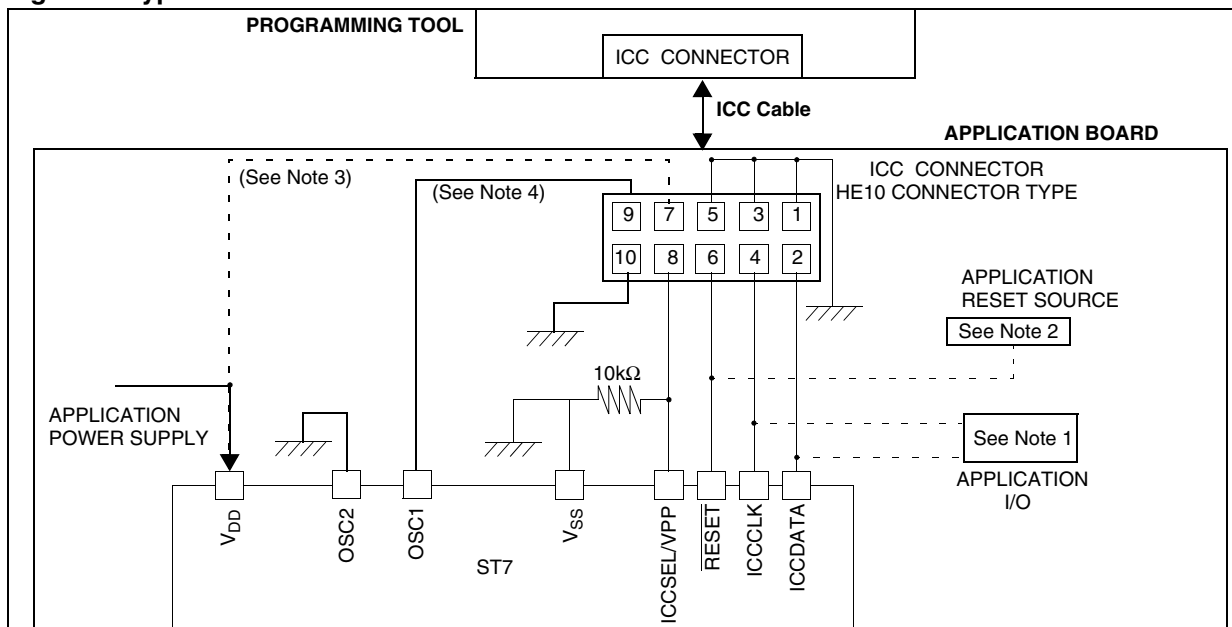 PROGRAMMING TOOL
ICC CONNECTOR
ICC Cable
APPLICATION BOARD
(See Note 3)
(See Note 4)
ICC CONNECTOR
HE10 CONNECTOR TYPE
9 7 5 3 1
10 8 6 4 2
APPLICATION
RESET SOURCE
See Note 2
10kΩ
APPLICATION
POWER SUPPLY
See Note 1
APPLICATION
I/O
VDD
OSC2
OSC1
VSS
ICCSEL/VPP
RESET
ICCCLK
ICCDATA
ST7